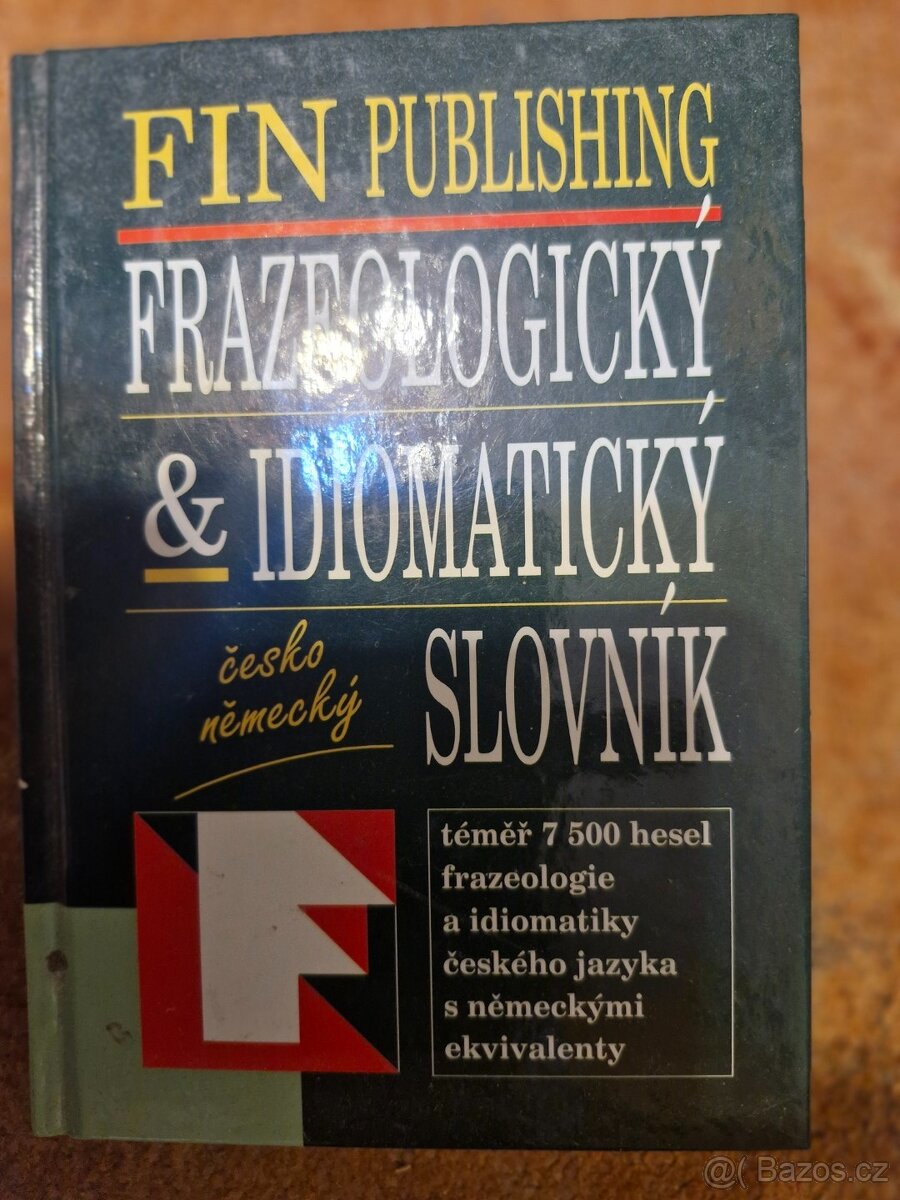 FIN PUBLISHING
FRAZEOLOGICKÝ
& IDIOMATICKÝ
česko
německý
SLOVNÍK
téměř 7 500 hesel
frazeologie
a idiomatiky
českého jazyka
s německými
ekvivalenty
@( Bazos.cz